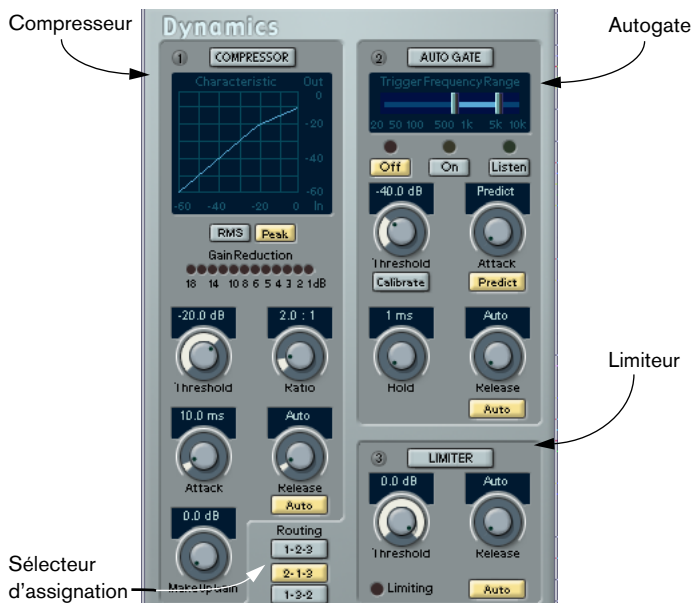 Compresseur
Autogate
Dynamics
1 COMPRESSOR
Characteristic Out
0
-20
-40
-60
-60 -40 -20 0 In
RMS Peak
Gain Reduction
18 14 10 8 6 5 4 3 2 1dB
-20.0 dB 2.0 : 1
Threshold Ratio
10.0 ms Auto
Attack Release
Auto
0.0 dB
MakeUpGain
Routing
1-2-3
2-1-3
1-3-2
Sélecteur
d'assignation
2 AUTO GATE
Trigger Frequency Range
20 50 100 500 1k 5k 10k
Off On Listen
-40.0 dB Predict
Threshold Attack
Calibrate Predict
1 ms Auto
Hold Release
Auto
Limiteur
3 LIMITER
0.0 dB Auto
Threshold Release
Limiting Auto